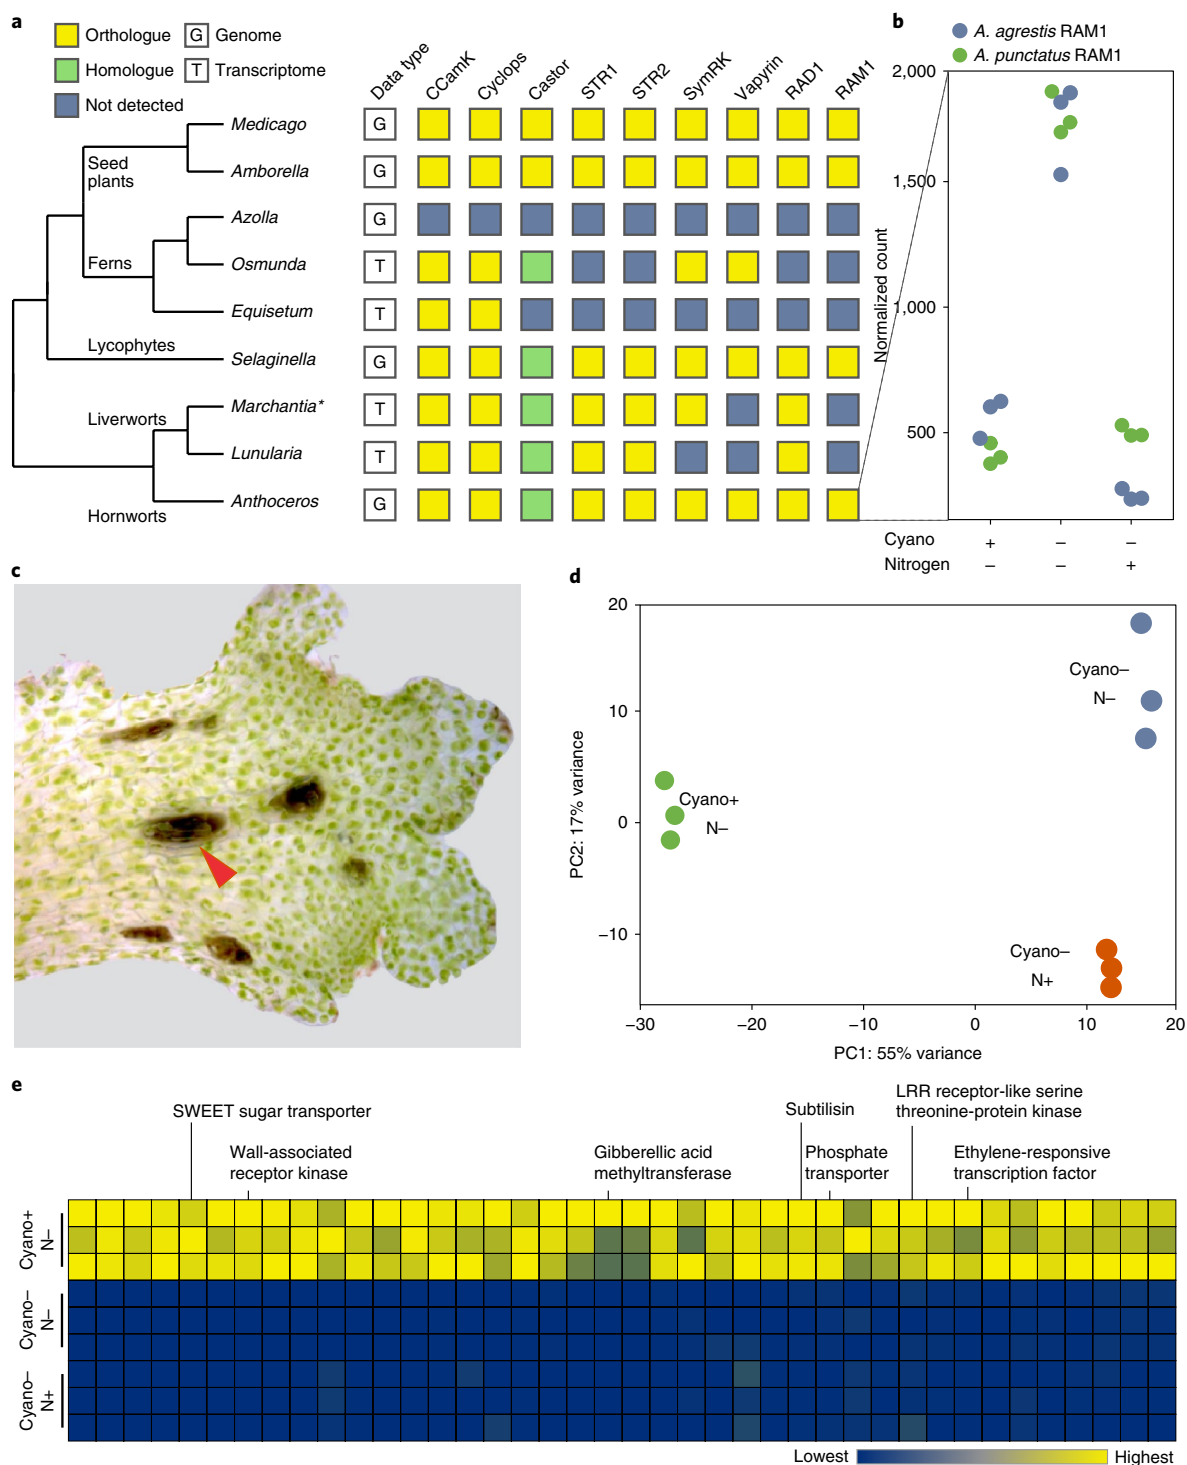 a
Orthologue
G Genome
Homologue
T Transcriptome
Not detected
Data type
CCamK
Cyclops
Castor
STR1
STR2
SymRK
Vapyrin
RAD1
RAM1
Medicago
G
Seed
plants
Amborella
G
Azolla
G
Ferns
Osmunda
T
Equisetum
T
Lycophytes
Selaginella
G
Liverworts
Marchantia*
T
Lunularia
T
Anthoceros
G
Hornworts
b
A. agrestis RAM1
A. punctatus RAM1
2,000
1,500
1,000
500
Normalized count
Cyano + – –
Nitrogen – – +
c
d
20
10
0
–10
PC2: 17% variance
Cyano–
N–
Cyano+
N–
Cyano–
N+
–30 –20 –10 0 10 20
PC1: 55% variance
e
SWEET sugar transporter
Wall-associated
receptor kinase
Gibberellic acid
methyltransferase
Subtilisin
Phosphate
transporter
LRR receptor-like serine
threonine-protein kinase
Ethylene-responsive
transcription factor
Cyano+
N–
Cyano–
N–
Cyano–
N+
Lowest Highest